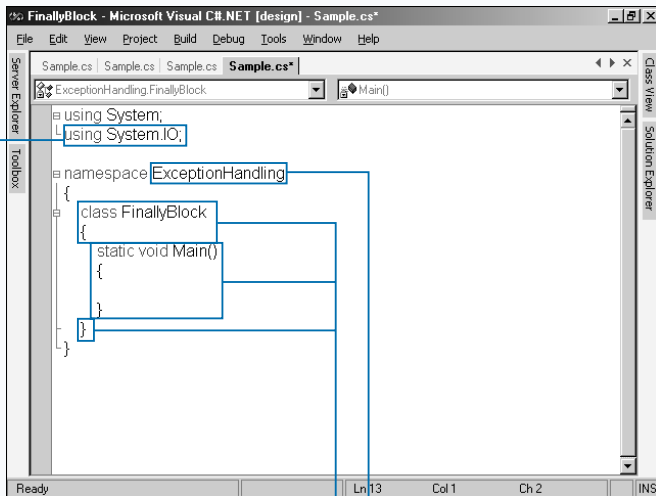 FinallyBlock - Microsoft Visual C#.NET [design] - Sample.cs*
File Edit View Project Build Debug Tools Window Help
Sample.cs Sample.cs Sample.cs Sample.cs*
ExceptionHandling.FinallyBlock Main()
Server Explorer
Toolbox
Class View
Solution Explorer
using System;
using System.IO;
namespace ExceptionHandling
{
class FinallyBlock
{
static void Main()
{
}
}
}
Ready Ln 13 Col 1 Ch 2 INS